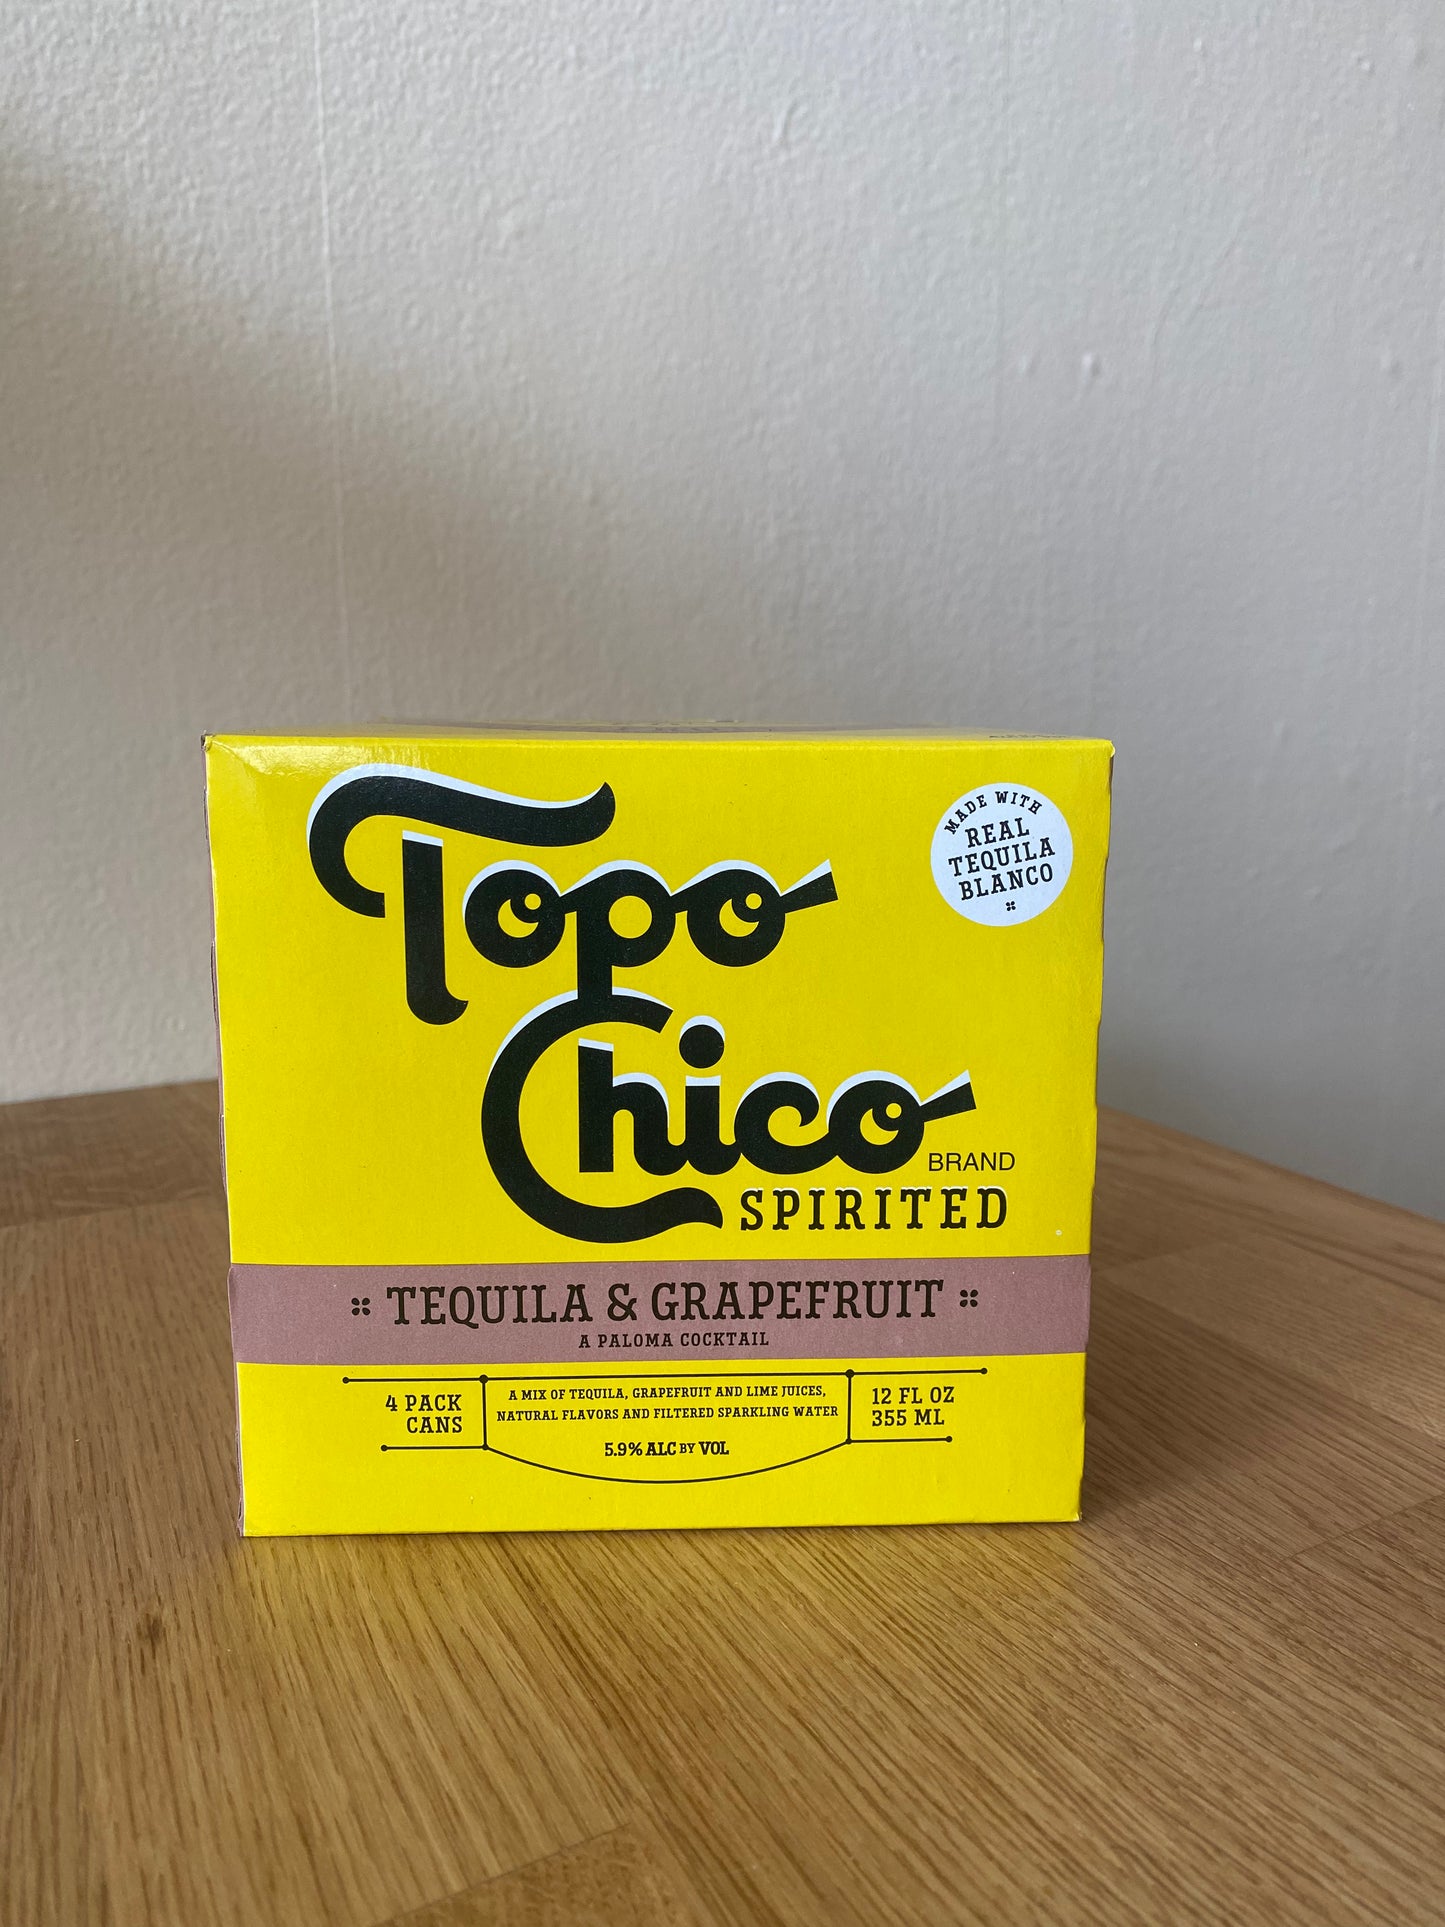 Topo
Chico
BRAND
SPIRITED
MADE WITH
REAL
TEQUILA
BLANCO
TEQUILA & GRAPEFRUIT
A PALOMA COCKTAIL
4 PACK
CANS
A MIX OF TEQUILA, GRAPEFRUIT AND LIME JUICES,
NATURAL FLAVORS AND FILTERED SPARKLING WATER
5.9% ALC BY VOL
12 FL OZ
355 ML